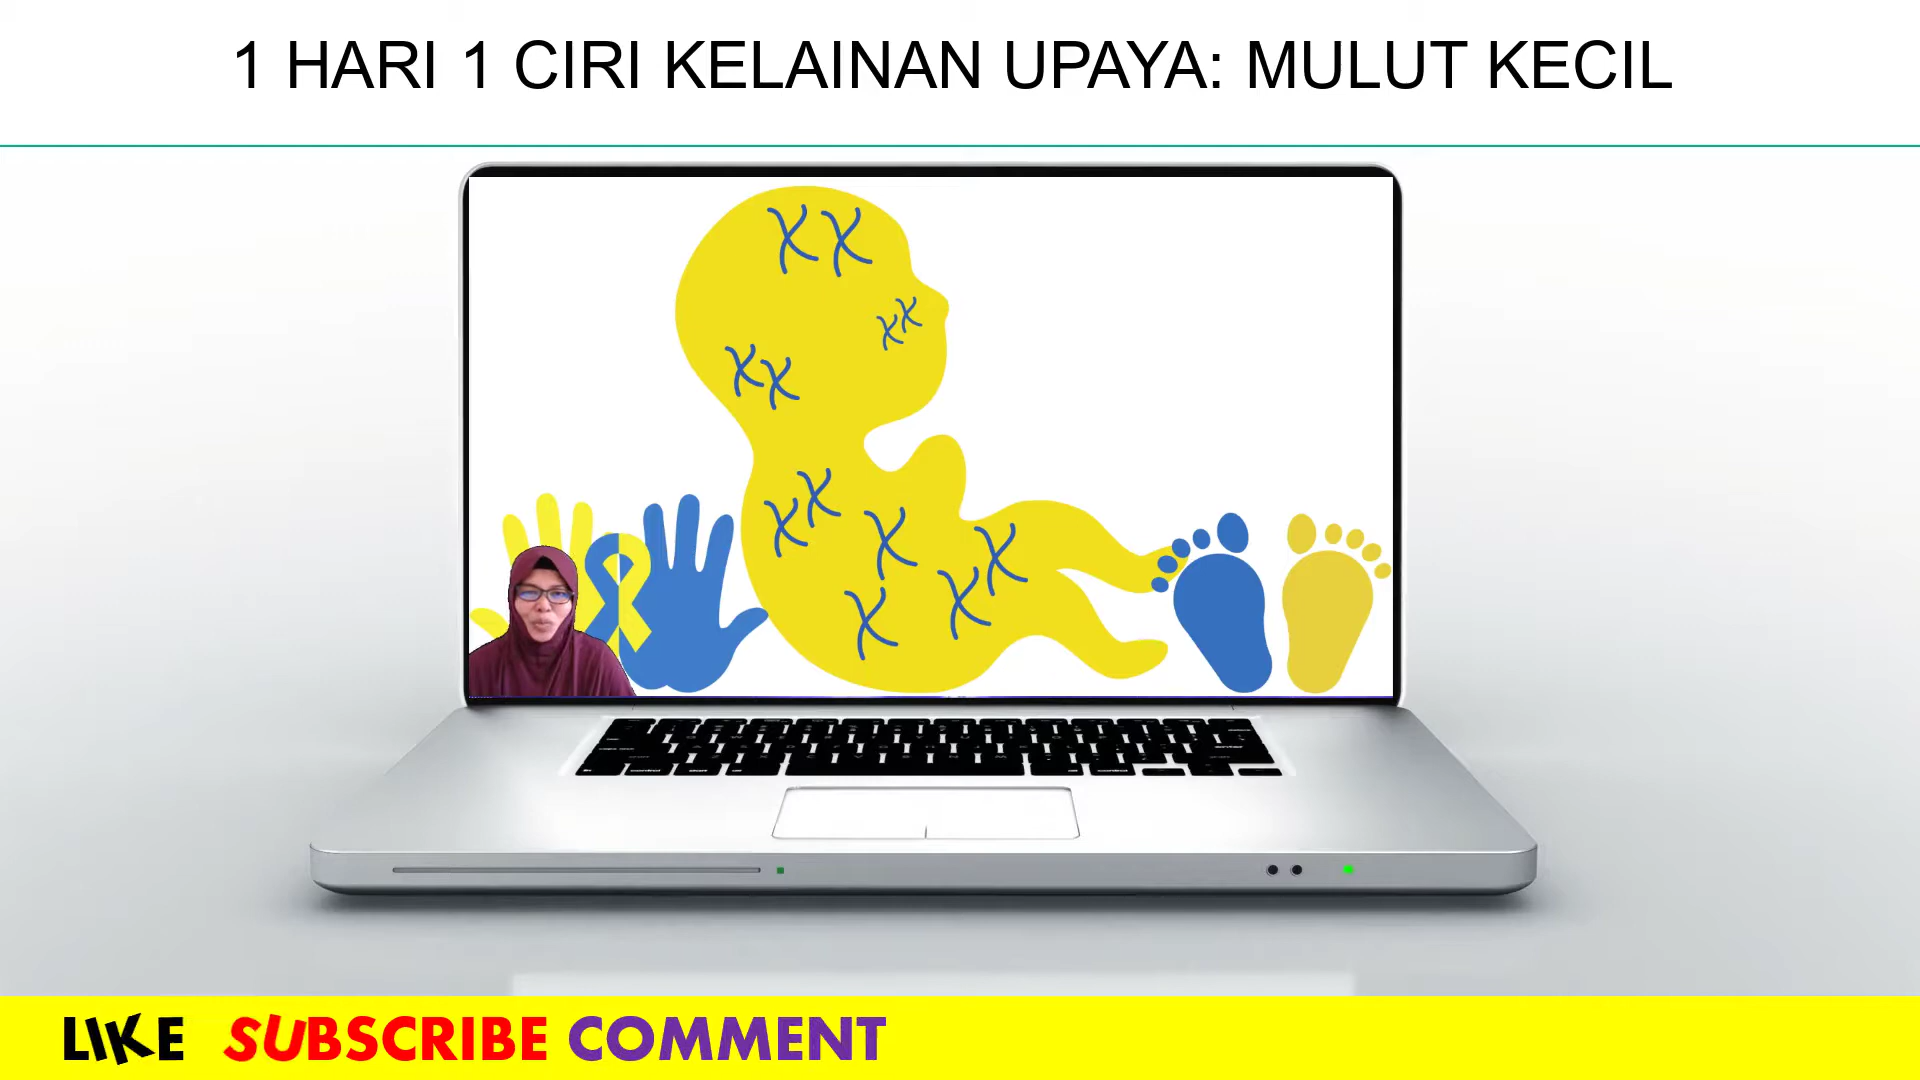 1 HARI 1 CIRI KELAINAN UPAYA: MULUT KECIL
LIKE SUBSCRIBE COMMENT